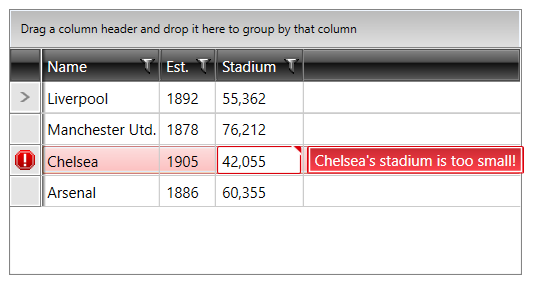 Drag a column header and drop it here to group by that column
Name Est. Stadium
Liverpool 1892 55,362
Manchester Utd. 1878 76,212
Chelsea 1905 42,055 Chelsea's stadium is too small!
Arsenal 1886 60,355